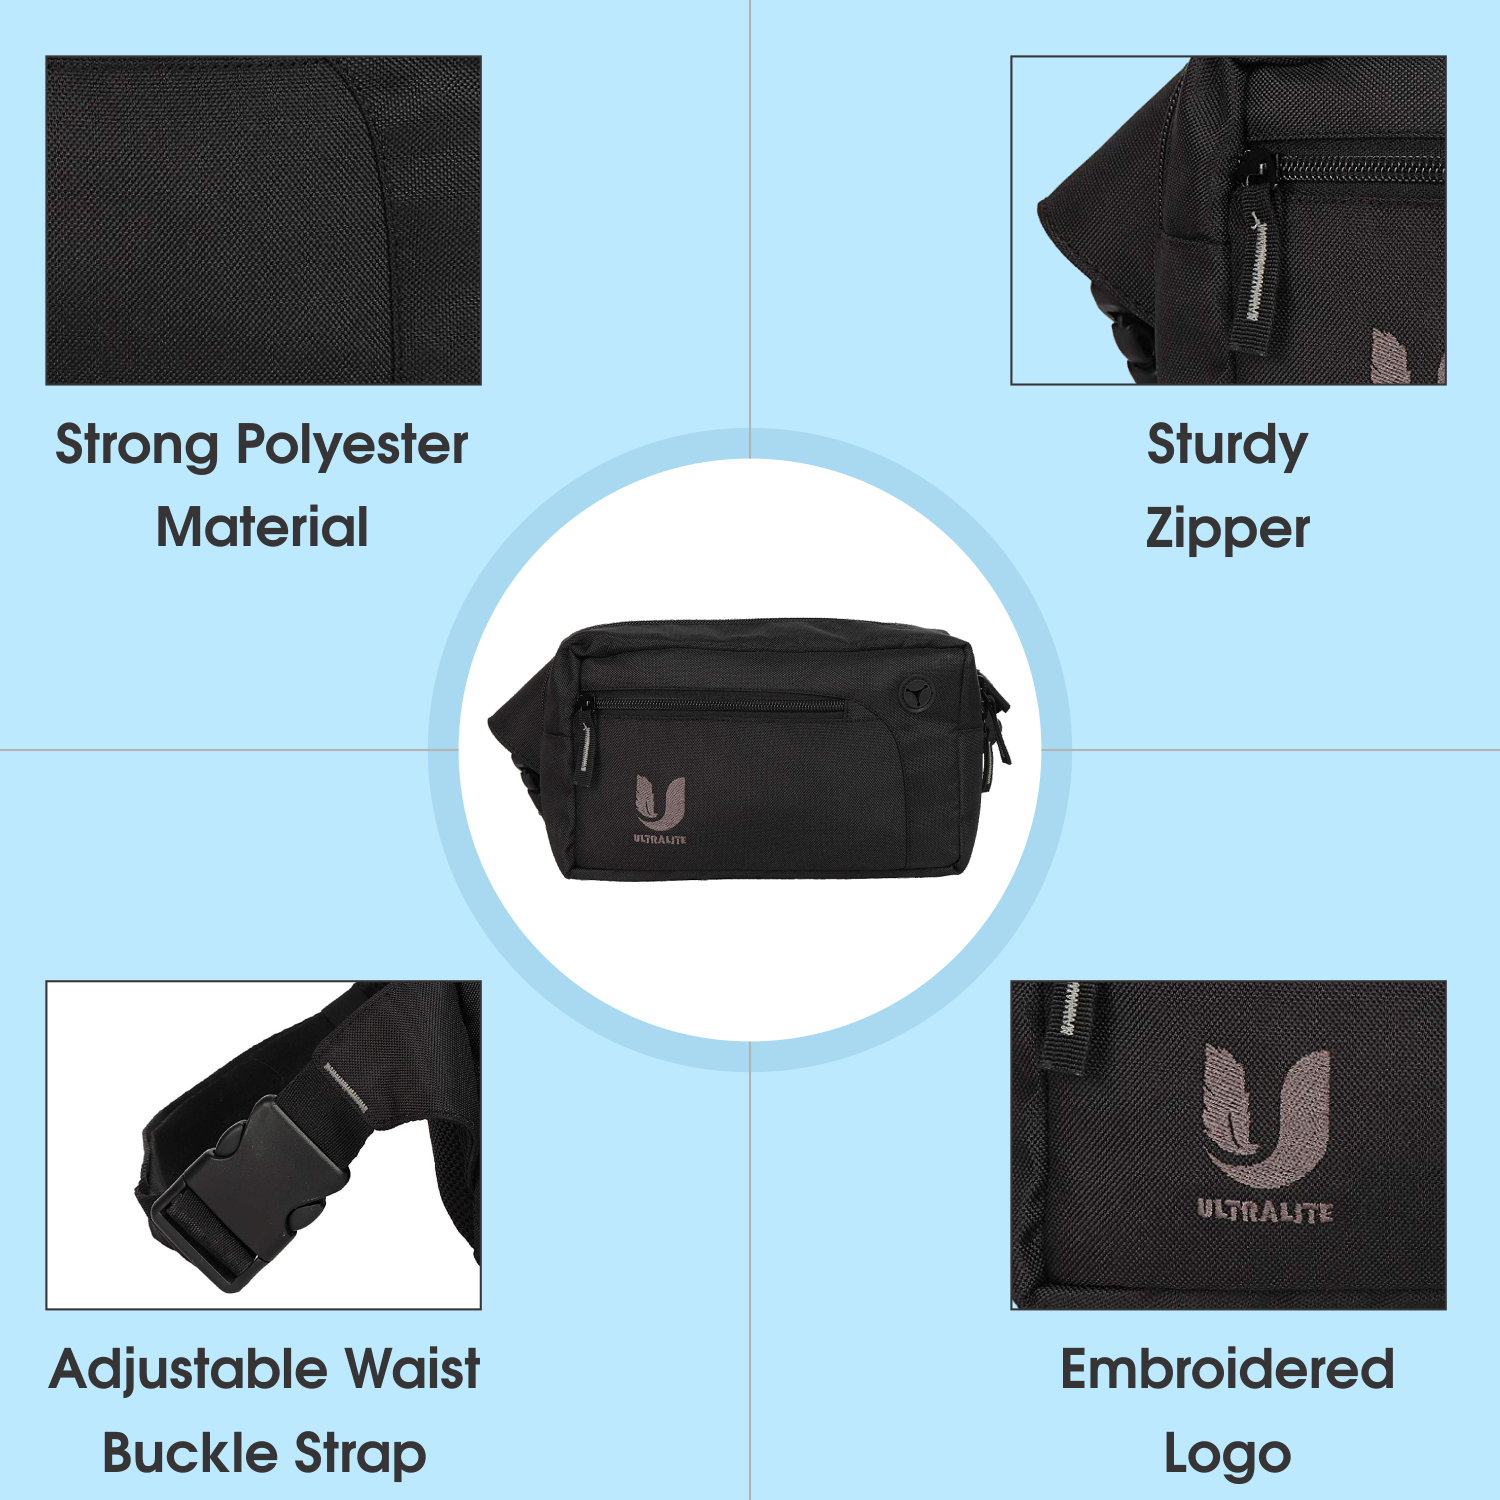 Strong Polyester
Material
Sturdy
Zipper
ULTRALITE
Adjustable Waist
Buckle Strap
ULTRALITE
Embroidered
Logo